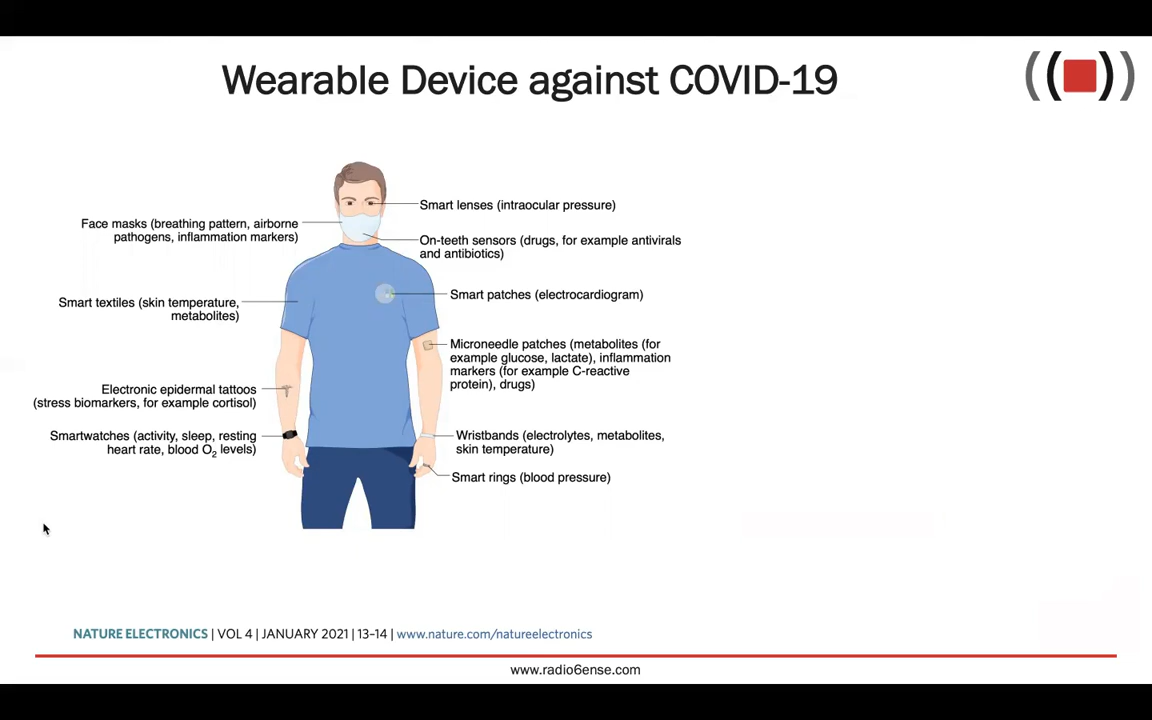 Wearable Device against COVID-19
Face masks (breathing pattern, airborne
pathogens, inflammation markers)
Smart textiles (skin temperature,
metabolites)
Electronic epidermal tattoos
(stress biomarkers, for example cortisol)
Smartwatches (activity, sleep, resting
heart rate, blood O₂ levels)
Smart lenses (intraocular pressure)
On-teeth sensors (drugs, for example antivirals
and antibiotics)
Smart patches (electrocardiogram)
Microneedle patches (metabolites (for
example glucose, lactate), inflammation
markers (for example C-reactive
protein), drugs)
Wristbands (electrolytes, metabolites,
skin temperature)
Smart rings (blood pressure)
NATURE ELECTRONICS | VOL 4 | JANUARY 2021 | 13–14 | www.nature.com/natureelectronics
www.radio6ense.com